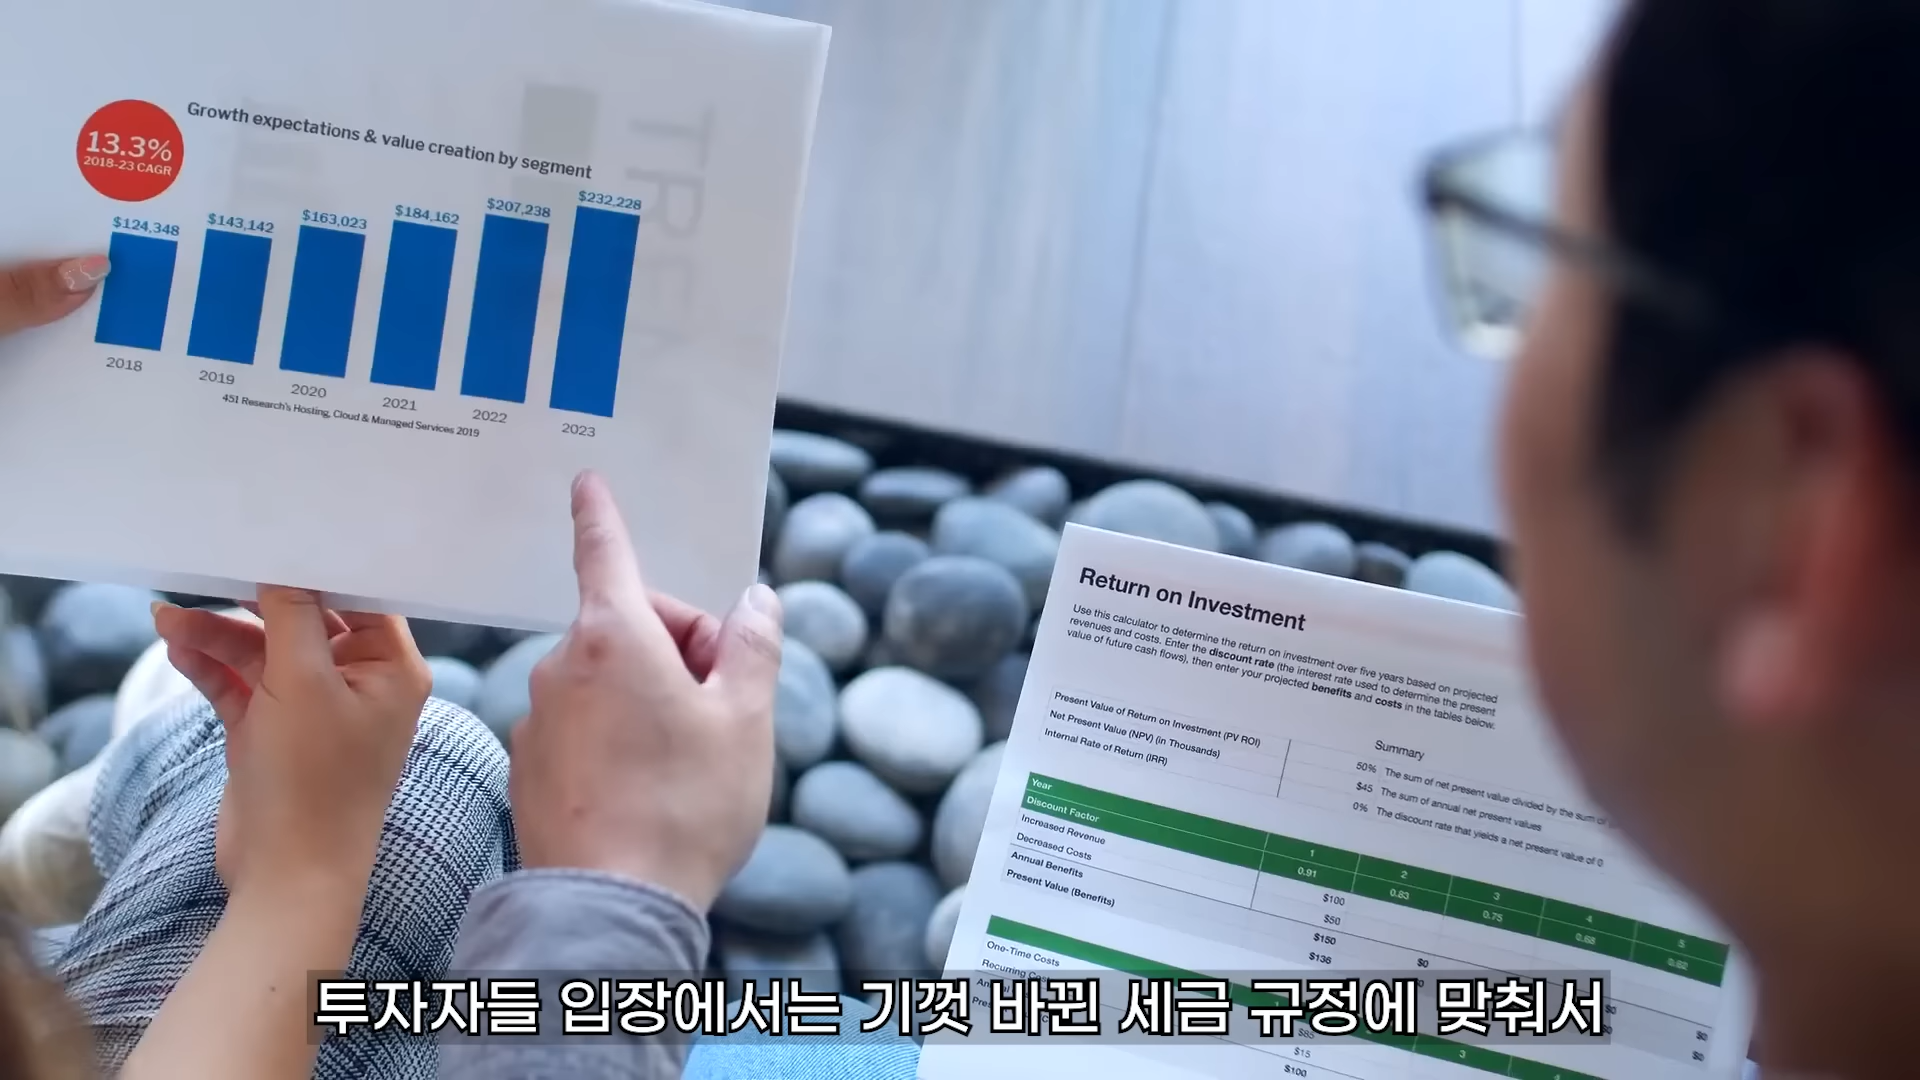 Growth expectations & value creation by segment
13.3%
2018-23 CAGR
$124,348
$143,142
$163,023
$184,162
$207,238
$232,228
2018
2019
2020
2021
2022
2023
451 Research's Hosting, Cloud & Managed Services 2019
Return on Investment
Use this calculator to determine the return on investment over five years based on projected
revenues and costs. Enter the discount rate (the interest rate used to determine the present
value of future cash flows), then enter your projected benefits and costs in the tables below.
Summary
Present Value of Return on Investment (PV ROI)
50% The sum of net present value divided by the sum of
Net Present Value (NPV) (in Thousands)
$45 The sum of annual net present values
Internal Rate of Return (IRR)
0% The discount rate that yields a net present value of 0
Year 1 2 3 4 5
Discount Factor 0.91 0.83 0.75 0.68 0.62
Increased Revenue $100
Decreased Costs $50
Annual Benefits $150 $0 $0 $0
Present Value (Benefits) $136 $0 $0 $0
One-Time Costs
Recurring
$85
$15
$100
3
투자자들 입장에서는 기껏 바뀐 세금 규정에 맞춰서